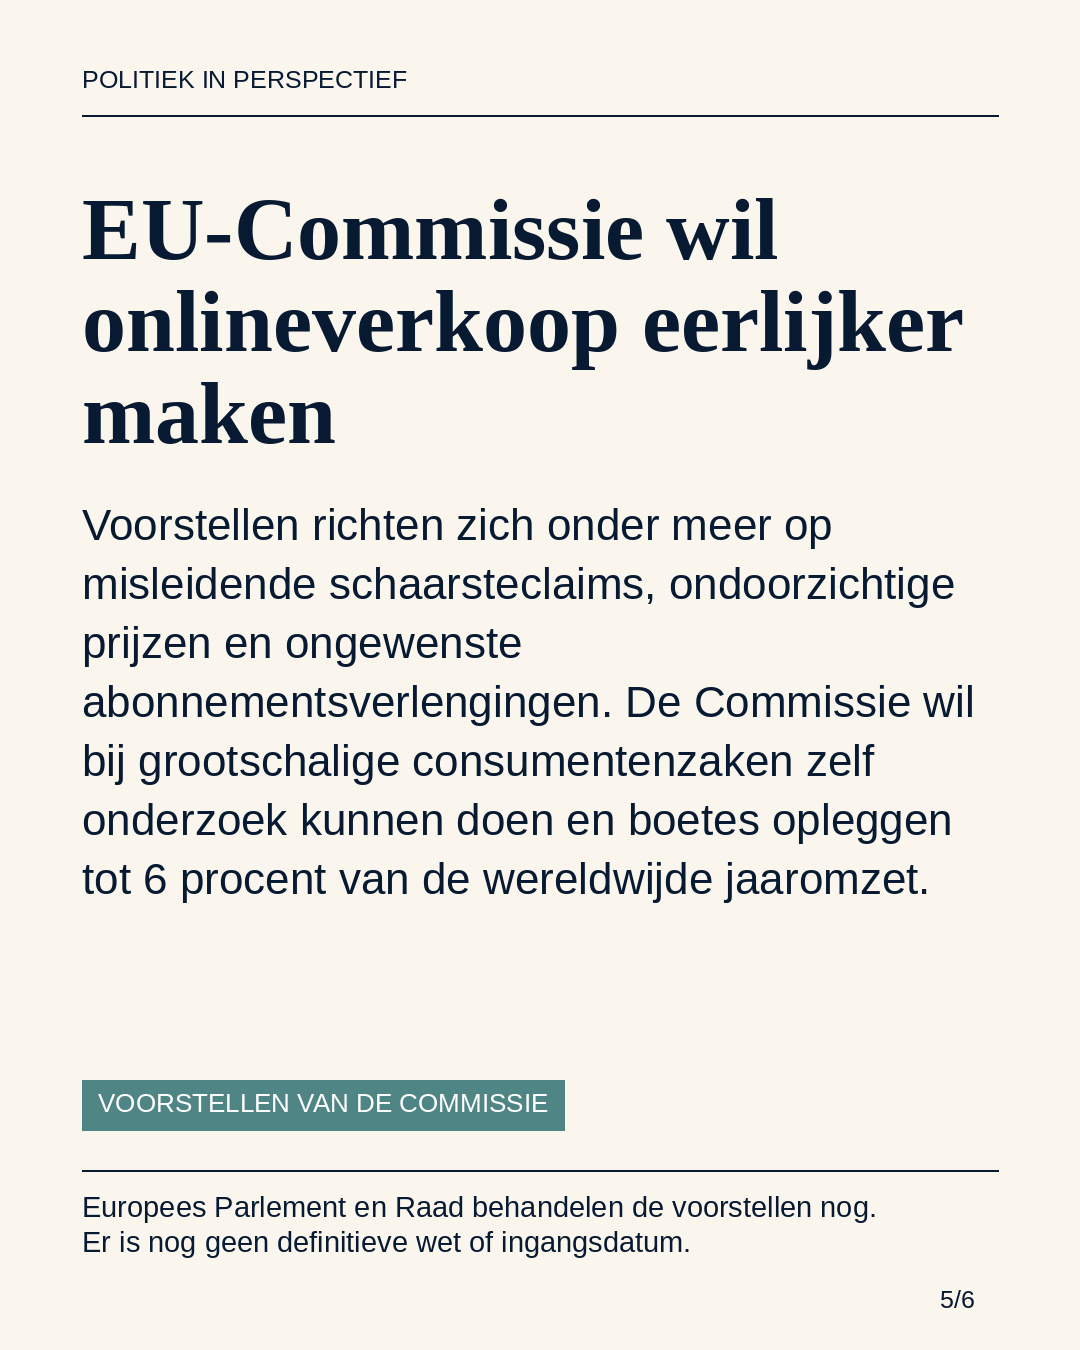 POLITIEK IN PERSPECTIEF
EU-Commissie wil
onlineverkoop eerlijker
maken
Voorstellen richten zich onder meer op
misleidende schaarsteclaims, ondoorzichtige
prijzen en ongewenste
abonnementsverlengingen. De Commissie wil
bij grootschalige consumentenzaken zelf
onderzoek kunnen doen en boetes opleggen
tot 6 procent van de wereldwijde jaaromzet.
VOORSTELLEN VAN DE COMMISSIE
Europees Parlement en Raad behandelen de voorstellen nog.
Er is nog geen definitieve wet of ingangsdatum.
5/6